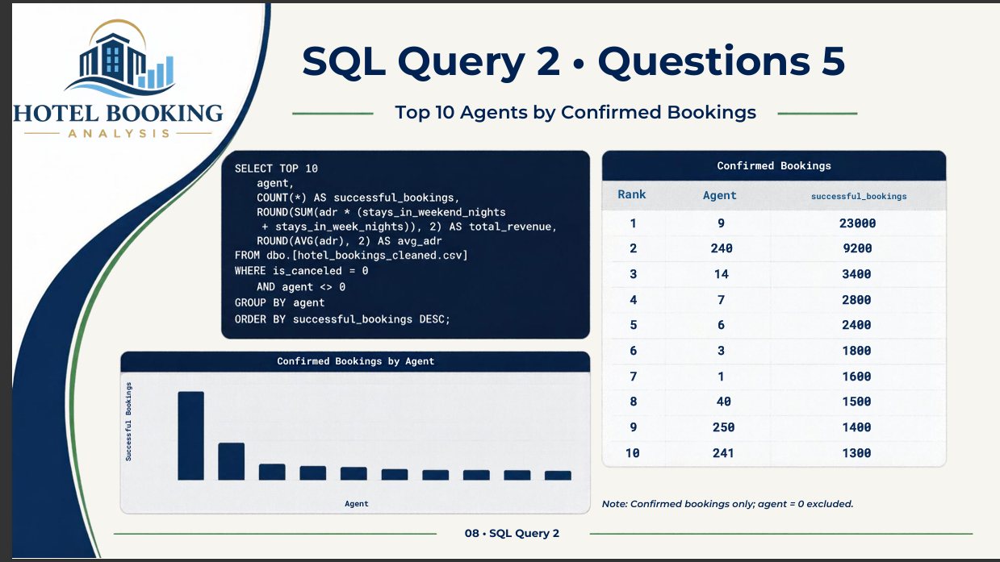 HOTEL BOOKING
ANALYSIS
SQL Query 2 • Questions 5
Top 10 Agents by Confirmed Bookings
SELECT TOP 10
agent,
COUNT(*) AS successful_bookings,
ROUND(SUM(adr * (stays_in_weekend_nights
+ stays_in_week_nights)), 2) AS total_revenue,
ROUND(AVG(adr), 2) AS avg_adr
FROM dbo.[hotel_bookings_cleaned.csv]
WHERE is_canceled = 0
AND agent <> 0
GROUP BY agent
ORDER BY successful_bookings DESC;
Confirmed Bookings by Agent
Successful Bookings
Agent
Confirmed Bookings
Rank Agent successful_bookings
1 9 23000
2 240 9200
3 14 3400
4 7 2800
5 6 2400
6 3 1800
7 1 1600
8 40 1500
9 250 1400
10 241 1300
Note: Confirmed bookings only; agent = 0 excluded.
08 • SQL Query 2